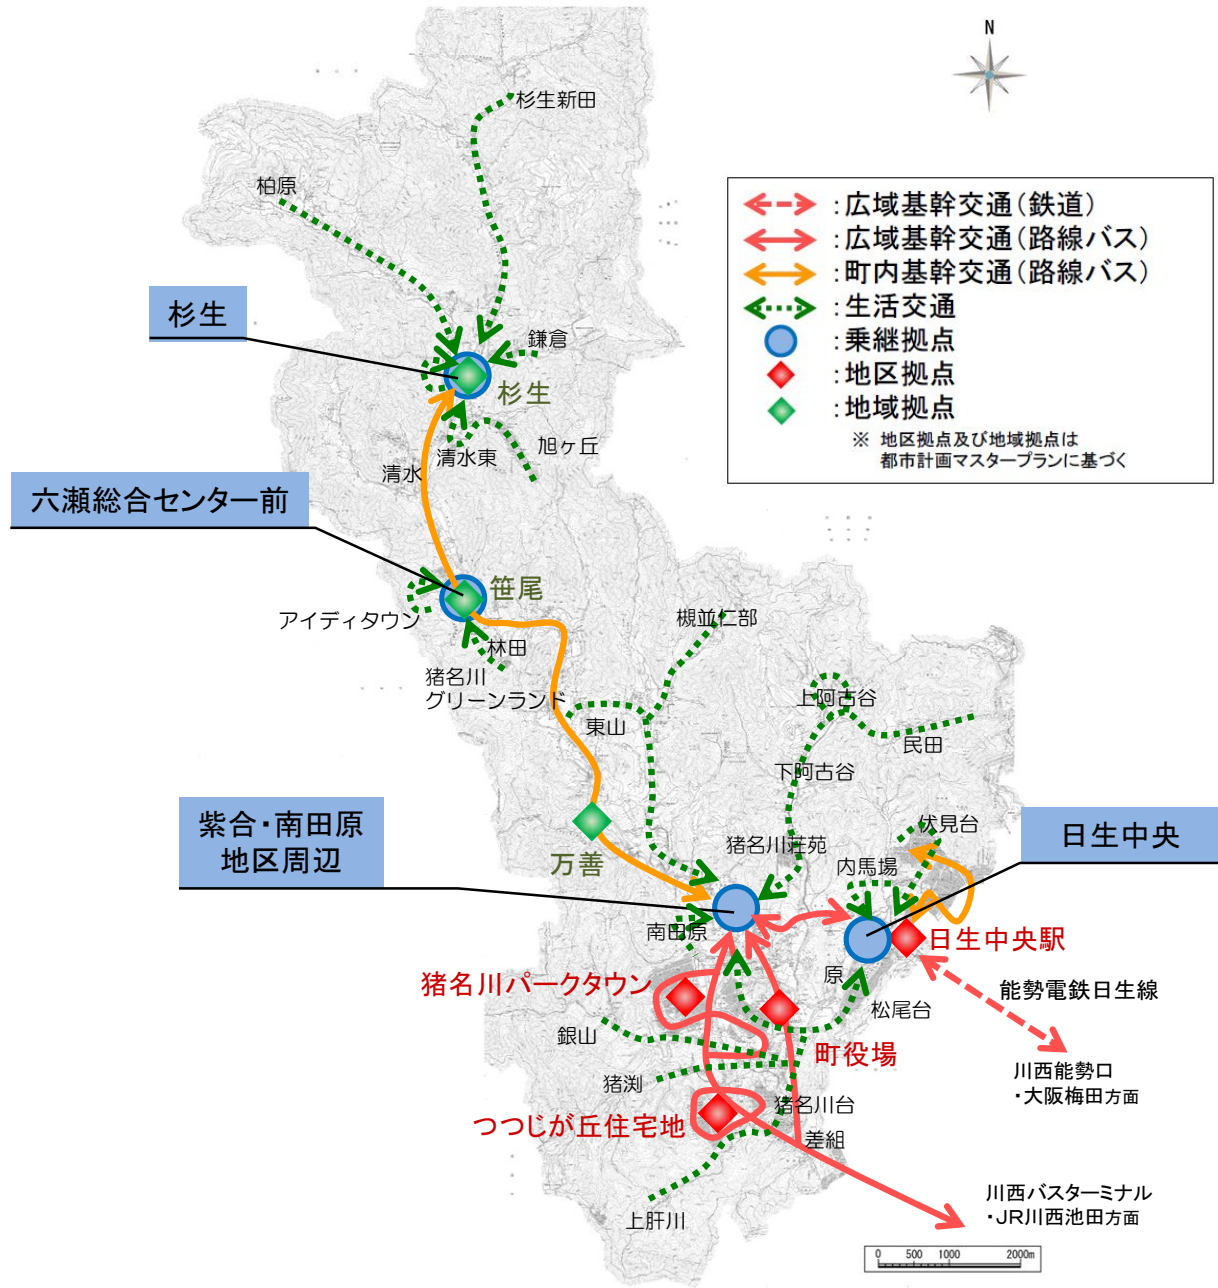 N
杉生新田
柏原
:広域基幹交通(鉄道)
:広域基幹交通(路線バス)
:町内基幹交通(路線バス)
:生活交通
:乗継拠点
:地区拠点
:地域拠点
※ 地区拠点及び地域拠点は
都市計画マスタープランに基づく
杉生
鎌倉
杉生
旭ヶ丘
清水東
清水
六瀬総合センター前
笹尾
アイディタウン
林田
猪名川
グリーンランド
槻並仁部
東山
上阿古谷
民田
下阿古谷
紫合・南田原
地区周辺
万善
猪名川荘苑
伏見台
内馬場
日生中央
南田原
日生中央駅
原
松尾台
猪名川パークタウン
能勢電鉄日生線
銀山
町役場
猪渕
川西能勢口
・大阪梅田方面
つつじが丘住宅地
猪名川台
差組
上肝川
川西バスターミナル
・JR川西池田方面
0 500 1000 2000m